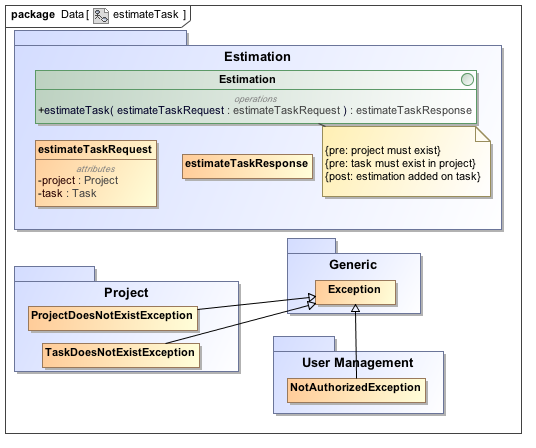 package Data[ estimateTask ]
Estimation
Estimation
operations
+estimateTask( estimateTaskRequest : estimateTaskRequest ) : estimateTaskResponse
estimateTaskRequest
attributes
-project : Project
-task : Task
estimateTaskResponse
{pre: project must exist}
{pre: task must exist in project}
{post: estimation added on task}
Generic
Exception
Project
ProjectDoesNotExistException
TaskDoesNotExistException
User Management
NotAuthorizedException